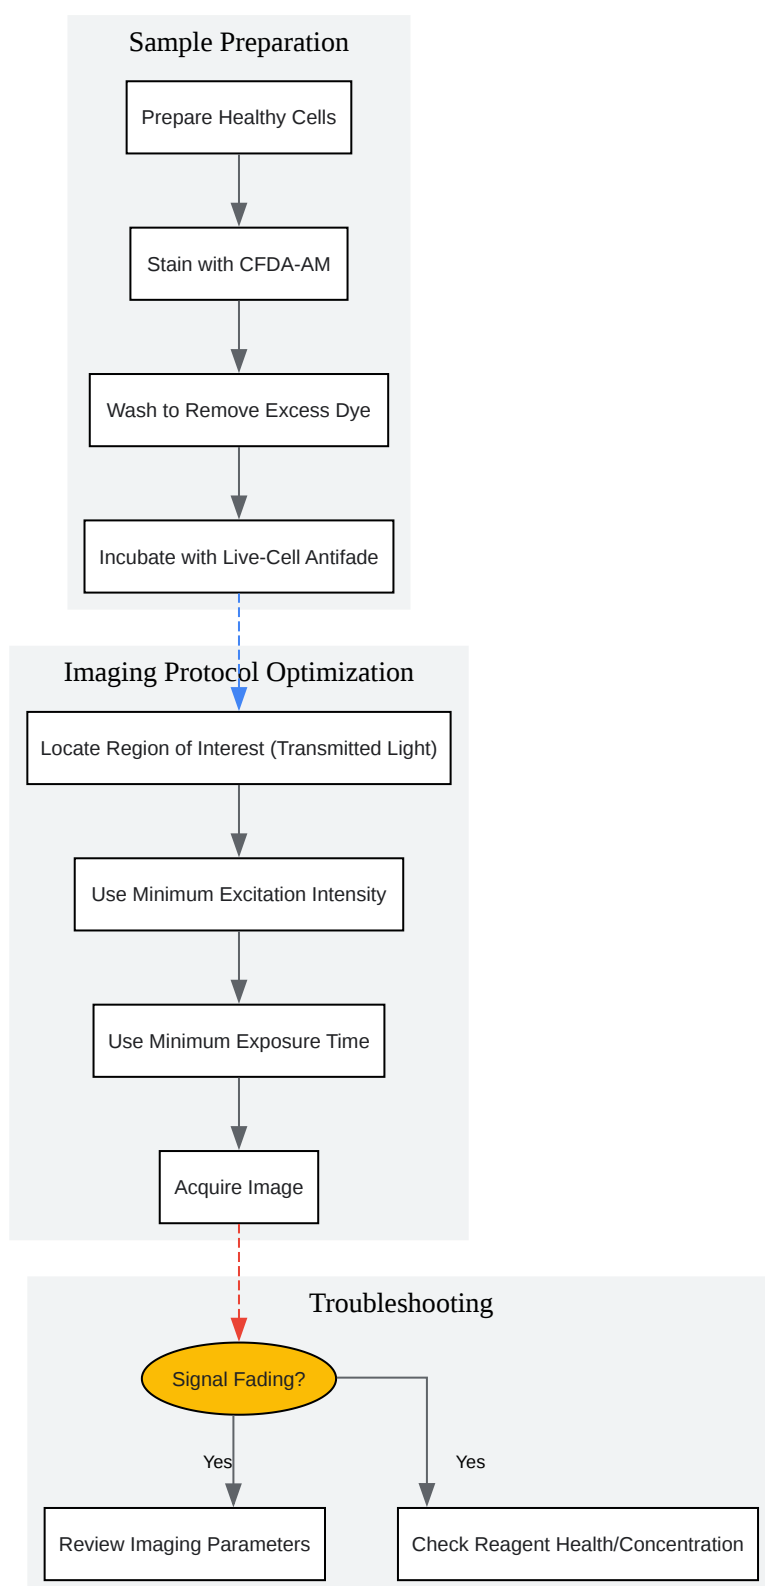 Sample Preparation
Prepare Healthy Cells
Stain with CFDA-AM
Wash to Remove Excess Dye
Incubate with Live-Cell Antifade
Imaging Protocol Optimization
Locate Region of Interest (Transmitted Light)
Use Minimum Excitation Intensity
Use Minimum Exposure Time
Acquire Image
Troubleshooting
Signal Fading?
Yes
Yes
Review Imaging Parameters
Check Reagent Health/Concentration